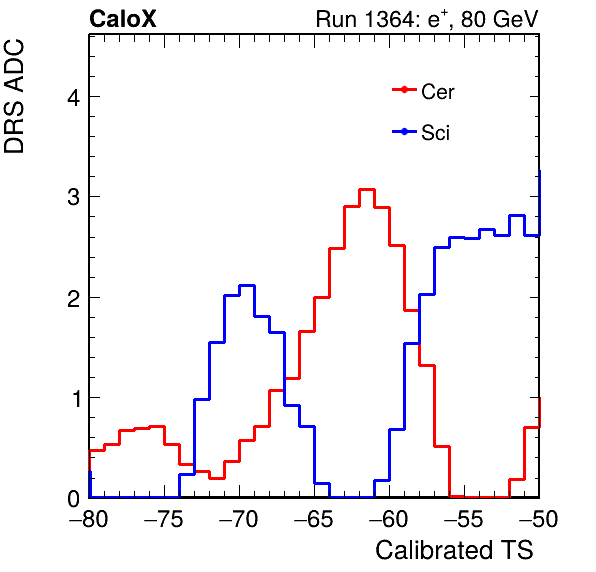 CaloX Run 1364: e⁺, 80 GeV
DRS ADC
4
3
2
1
0
Cer
Sci
−80 −75 −70 −65 −60 −55 −50
Calibrated TS